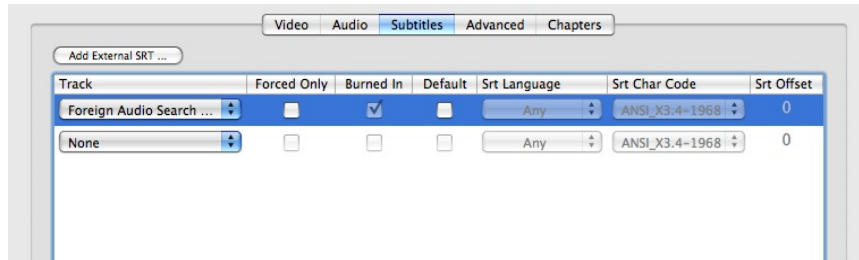 Video Audio Subtitles Advanced Chapters
Add External SRT ...
Track Forced Only Burned In Default Srt Language Srt Char Code Srt Offset
Foreign Audio Search ... Any ANSI_X3.4-1968 0
None Any ANSI_X3.4-1968 0